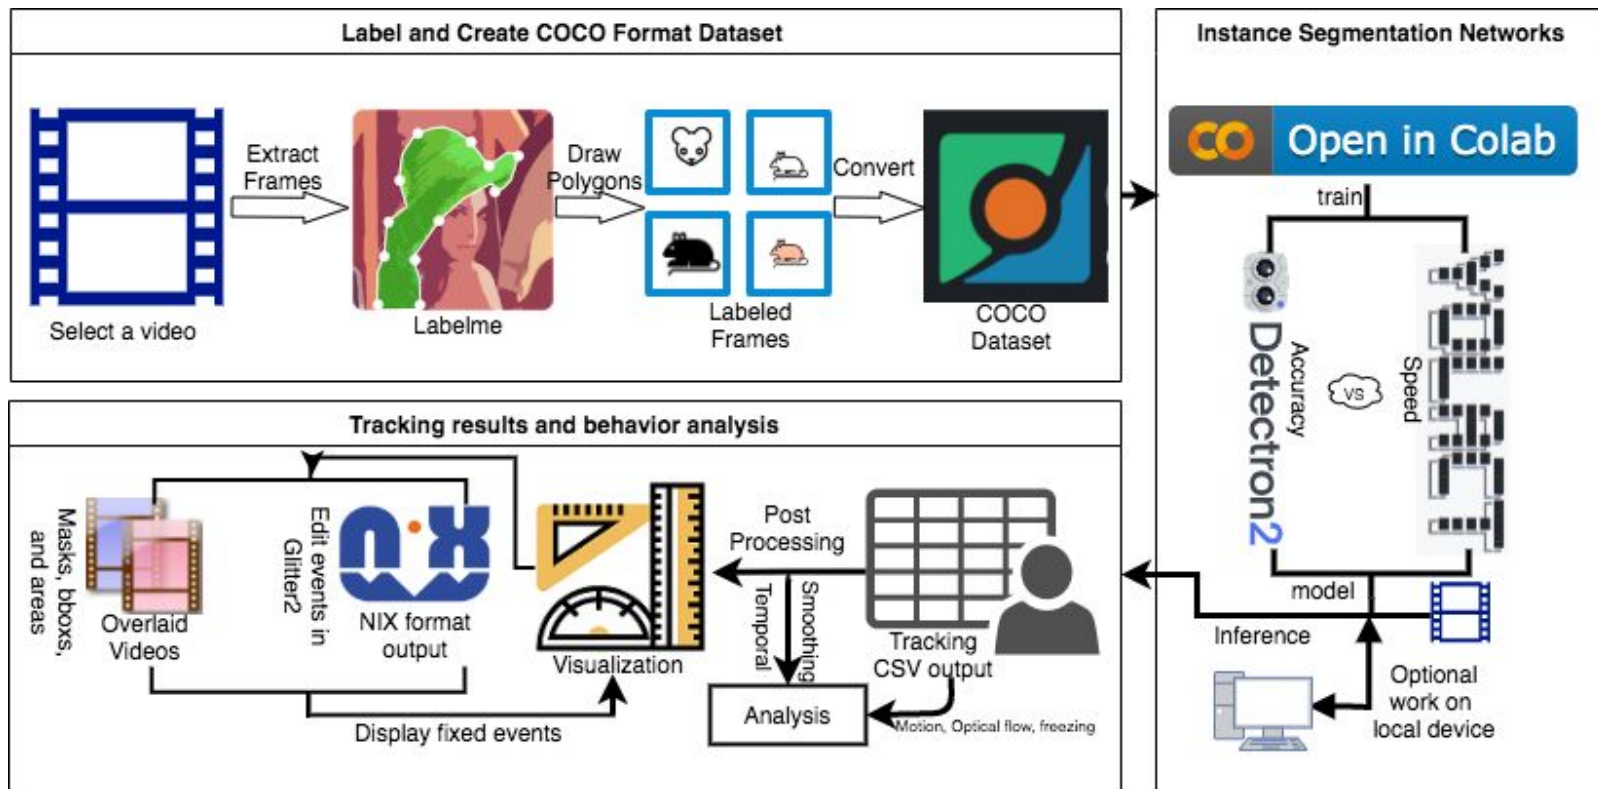 Label and Create COCO Format Dataset
Extract
Frames
Draw
Polygons
Convert
Select a video
Labelme
Labeled
Frames
COCO
Dataset
Instance Segmentation Networks
CO
Open in Colab
train
Detectron2
Accuracy
vs
Speed
model
Inference
Optional
work on
local device
Tracking results and behavior analysis
Masks, bboxs,
and areas
Overlaid
Videos
Edit events in
Glitter2
NIX format
output
Visualization
Display fixed events
Post
Processing
Temporal
Smoothing
Tracking
CSV output
Analysis
Motion, Optical flow, freezing